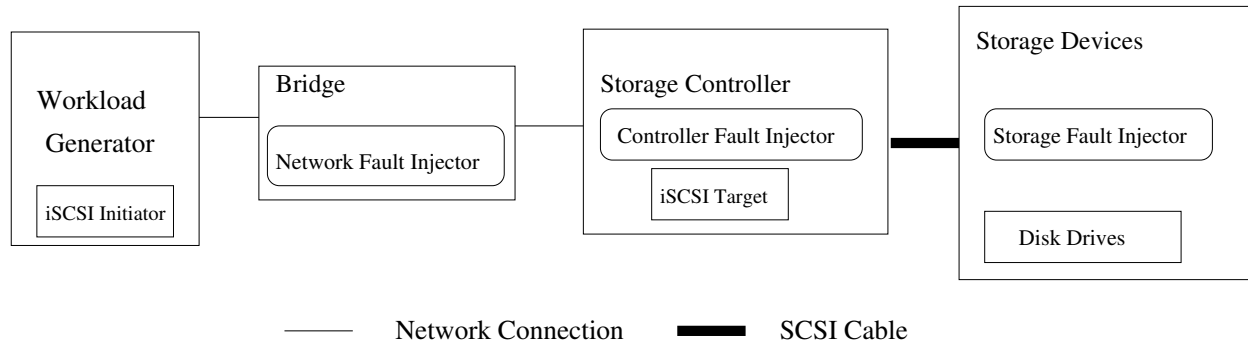 Workload
Generator
iSCSI Initiator
Bridge
Network Fault Injector
Storage Controller
Controller Fault Injector
iSCSI Target
Storage Devices
Storage Fault Injector
Disk Drives
Network Connection
SCSI Cable